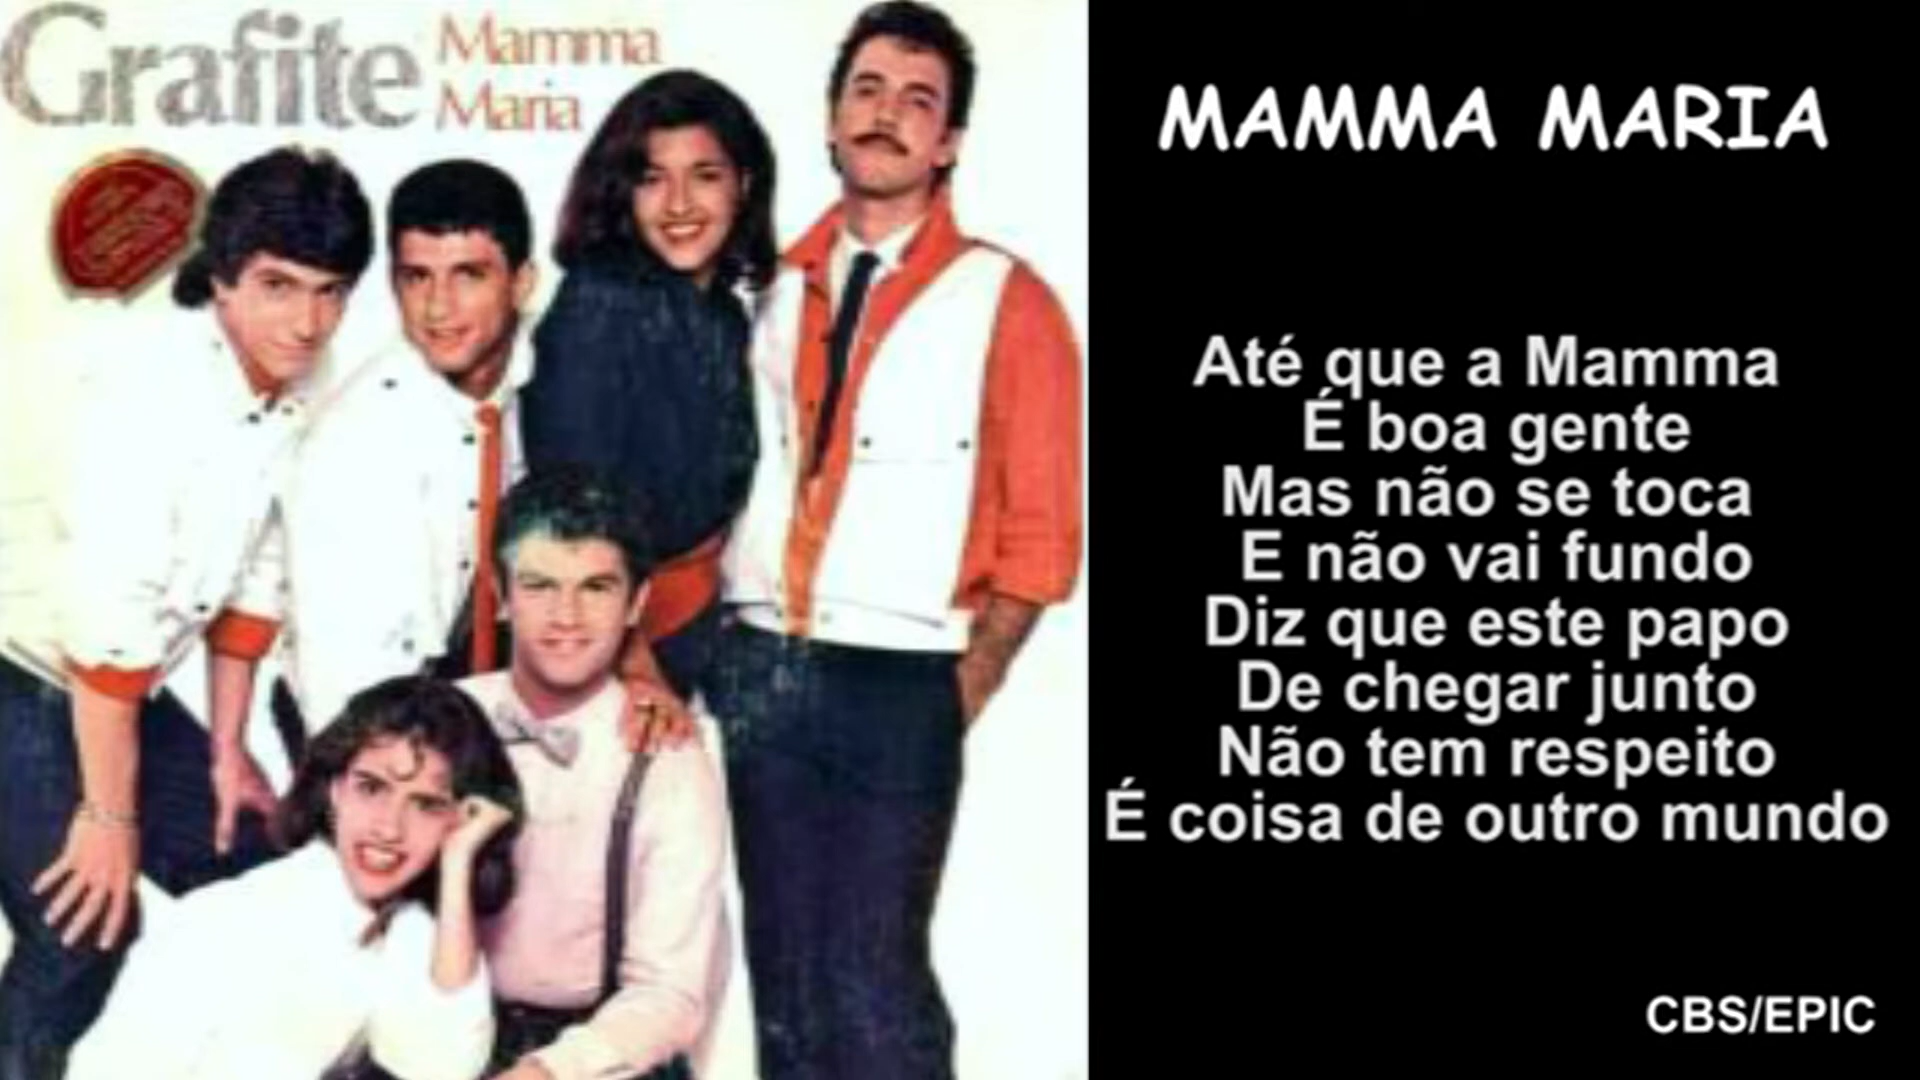 Grafite
Mamma
Maria
MAMMA MARIA
Até que a Mamma
É boa gente
Mas não se toca
E não vai fundo
Diz que este papo
De chegar junto
Não tem respeito
É coisa de outro mundo
CBS/EPIC